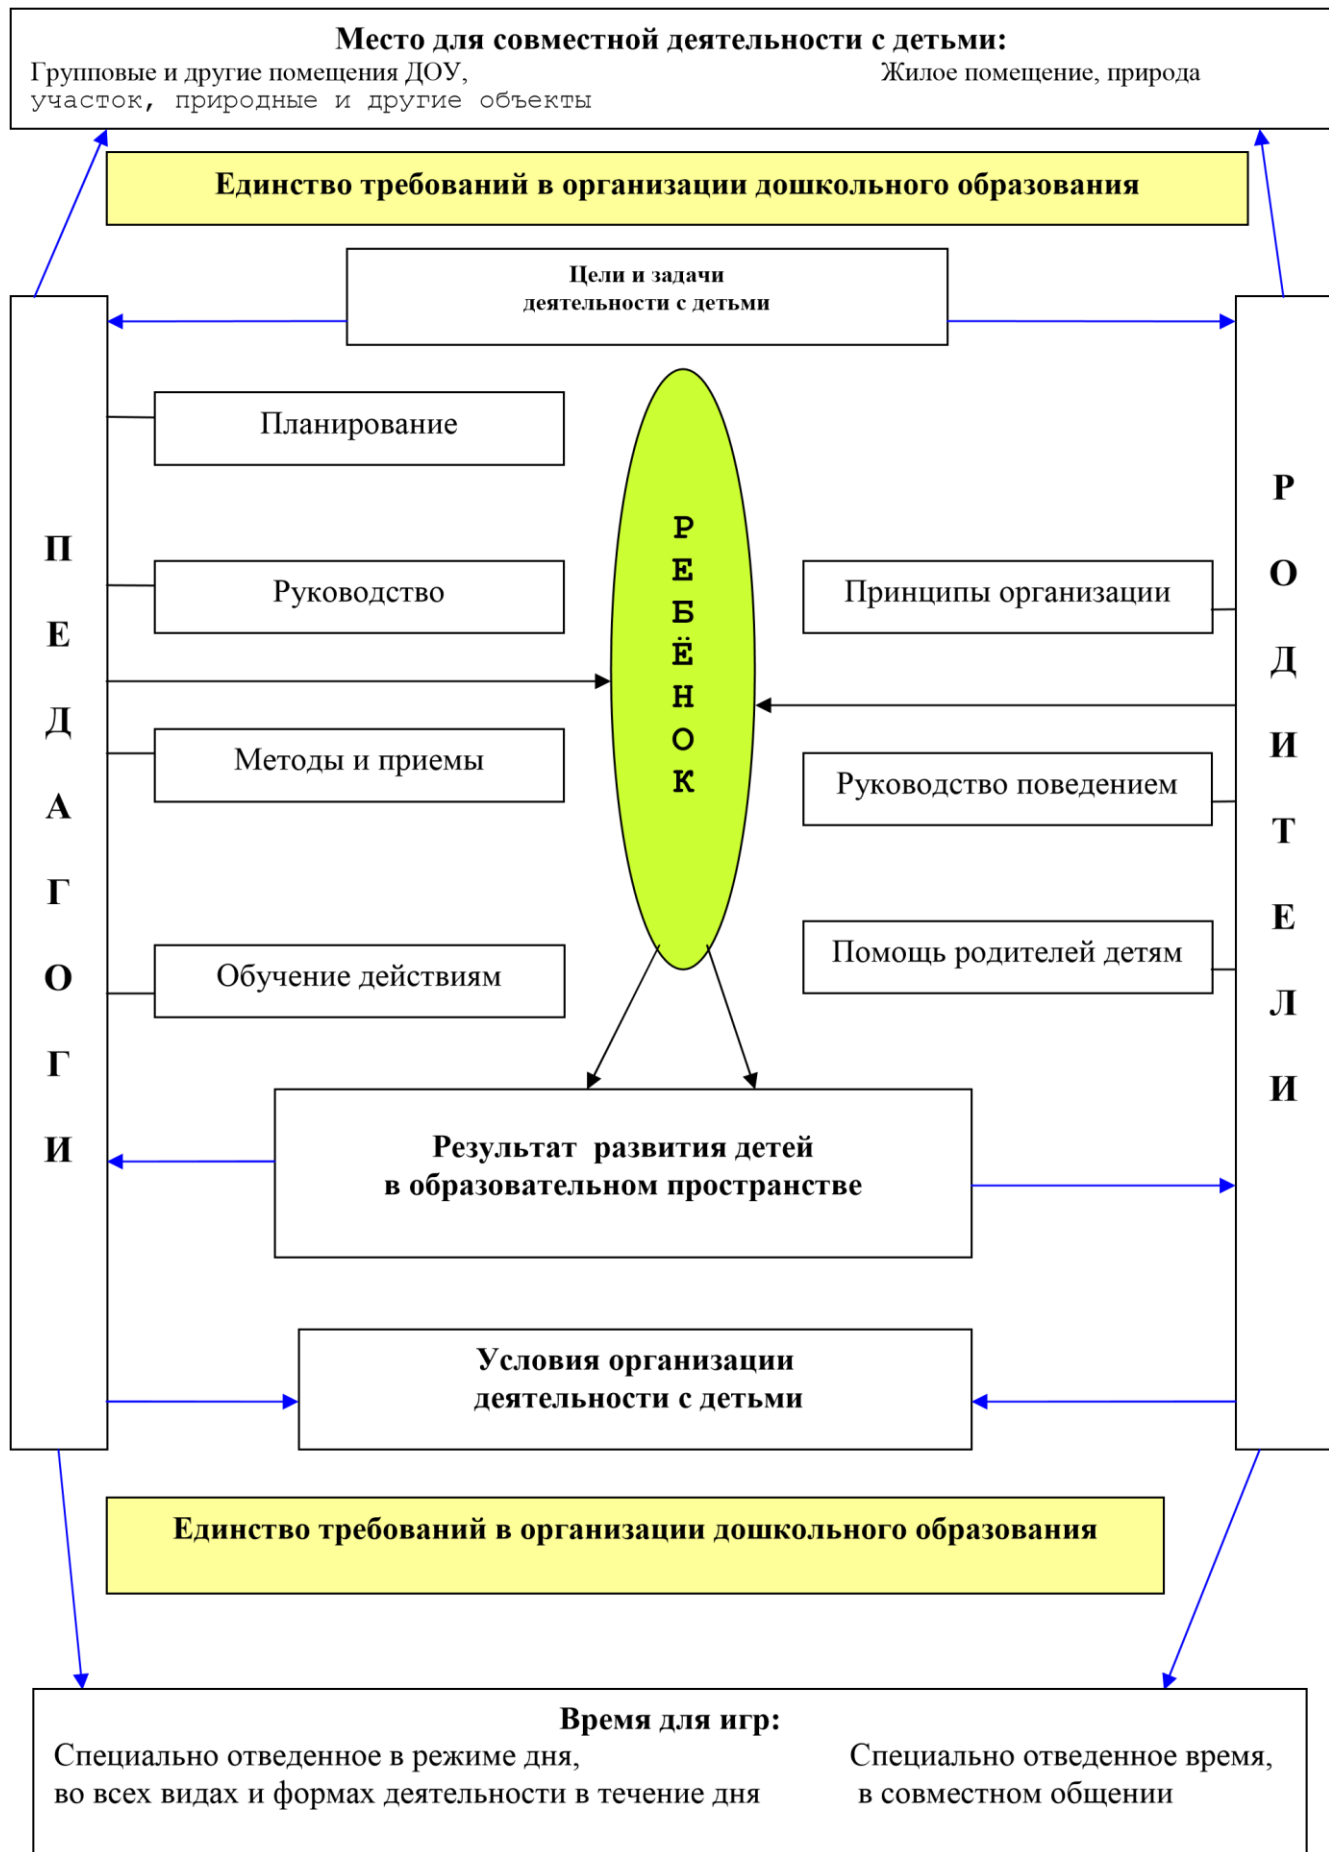 Место для совместной деятельности с детьми:
Групповые и другие помещения ДОУ, Жилое помещение, природа
участок, природные и другие объекты
Единство требований в организации дошкольного образования
Цели и задачи
деятельности с детьми
ПЕДАГОГИ
Планирование
Руководство
Методы и приемы
Обучение действиям
РЕБЁНОК
Принципы организации
Руководство поведением
Помощь родителей детям
РОДИТЕЛИ
Результат развития детей
в образовательном пространстве
Условия организации
деятельности с детьми
Единство требований в организации дошкольного образования
Время для игр:
Специально отведенное в режиме дня, Специально отведенное время,
во всех видах и формах деятельности в течение дня в совместном общении